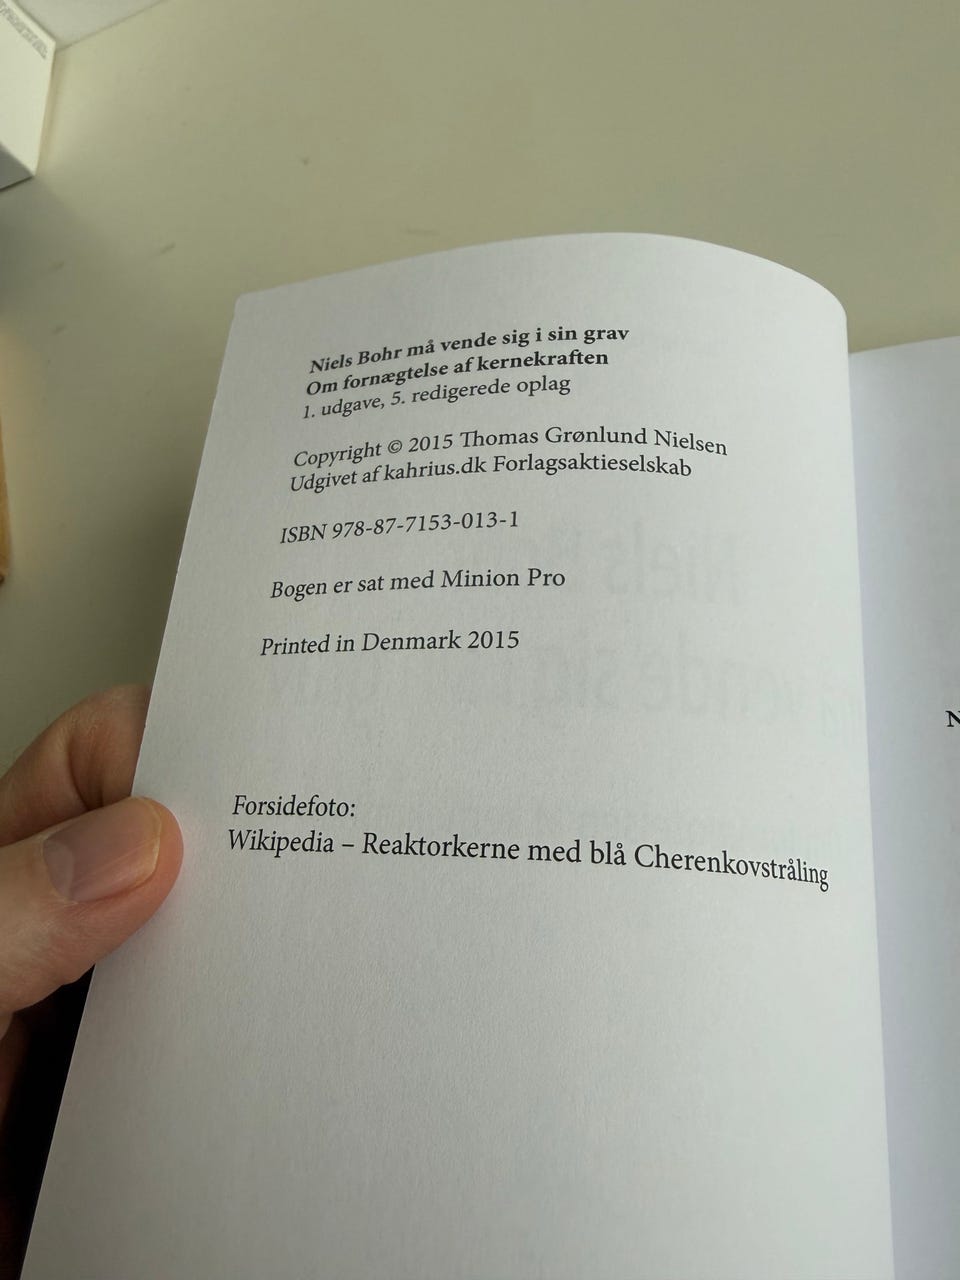 Niels Bohr må vende sig i sin grav
Om fornægtelse af kernekraften
1. udgave, 5. redigerede oplag
Copyright © 2015 Thomas Grønlund Nielsen
Udgivet af kahrius.dk Forlagsaktieselskab
ISBN 978-87-7153-013-1
Bogen er sat med Minion Pro
Printed in Denmark 2015
Forsidefoto:
Wikipedia – Reaktorkerne med blå Cherenkovstråling